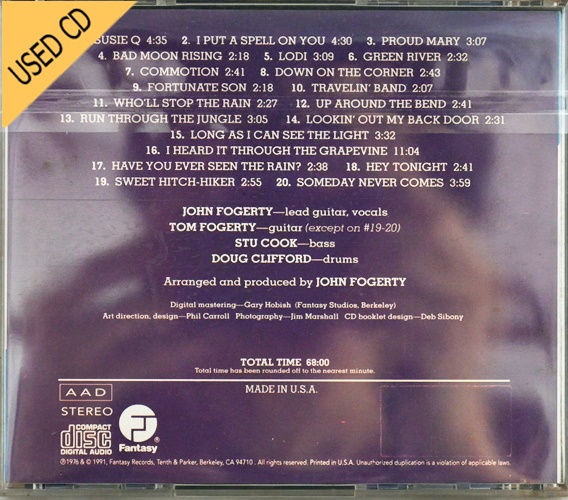 USED CD
SUSIE Q 4:35 2. I PUT A SPELL ON YOU 4:30 3. PROUD MARY 3:07
4. BAD MOON RISING 2:18 5. LODI 3:09 6. GREEN RIVER 2:32
7. COMMOTION 2:41 8. DOWN ON THE CORNER 2:43
9. FORTUNATE SON 2:18 10. TRAVELIN' BAND 2:07
11. WHO'LL STOP THE RAIN 2:27 12. UP AROUND THE BEND 2:41
13. RUN THROUGH THE JUNGLE 3:05 14. LOOKIN' OUT MY BACK DOOR 2:31
15. LONG AS I CAN SEE THE LIGHT 3:32
16. I HEARD IT THROUGH THE GRAPEVINE 11:04
17. HAVE YOU EVER SEEN THE RAIN? 2:38 18. HEY TONIGHT 2:41
19. SWEET HITCH-HIKER 2:55 20. SOMEDAY NEVER COMES 3:59
JOHN FOGERTY—lead guitar, vocals
TOM FOGERTY—guitar (except on #19-20)
STU COOK—bass
DOUG CLIFFORD—drums
Arranged and produced by JOHN FOGERTY
Digital mastering—Gary Hobish (Fantasy Studios, Berkeley)
Art direction, design—Phil Carroll Photography—Jim Marshall CD booklet design—Deb Sibony
TOTAL TIME 68:00
Total time has been rounded off to the nearest minute.
AAD
MADE IN U.S.A.
STEREO
COMPACT
disc
DIGITAL AUDIO
Fantasy®
℗1976 & © 1991, Fantasy Records, Tenth & Parker, Berkeley, CA 94710. All rights reserved. Printed in U.S.A. Unauthorized duplication is a violation of applicable laws.